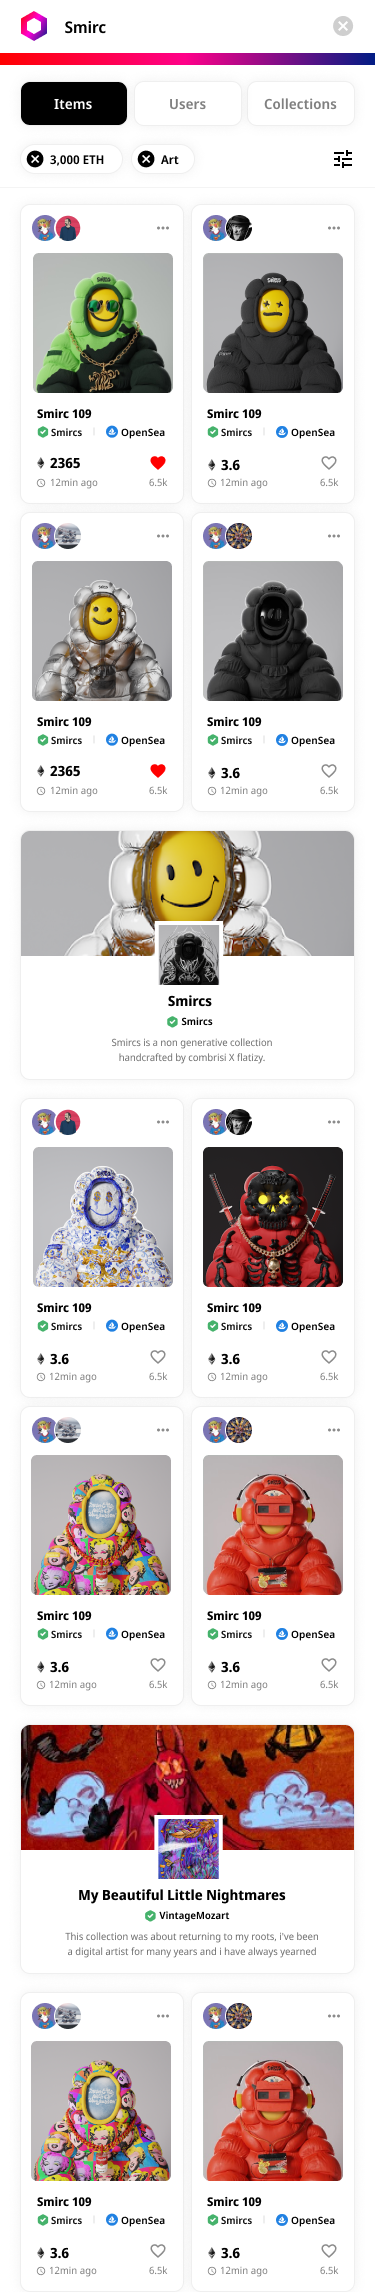 Smirc
Items
Users
Collections
3,000 ETH
Art
Smirc 109
Smircs
OpenSea
2365
12min ago
6.5k
Smirc 109
Smircs
OpenSea
3.6
12min ago
6.5k
Smirc 109
Smircs
OpenSea
2365
12min ago
6.5k
Smirc 109
Smircs
OpenSea
3.6
12min ago
6.5k
Smircs
Smircs
Smircs is a non generative collection
handcrafted by combrisi X flatizy.
Smirc 109
Smircs
OpenSea
3.6
12min ago
6.5k
Smirc 109
Smircs
OpenSea
3.6
12min ago
6.5k
Smirc 109
Smircs
OpenSea
3.6
12min ago
6.5k
Smirc 109
Smircs
OpenSea
3.6
12min ago
6.5k
My Beautiful Little Nightmares
VintageMozart
This collection was about returning to my roots, i've been
a digital artist for many years and i have always yearned
Smirc 109
Smircs
OpenSea
3.6
12min ago
6.5k
Smirc 109
Smircs
OpenSea
3.6
12min ago
6.5k